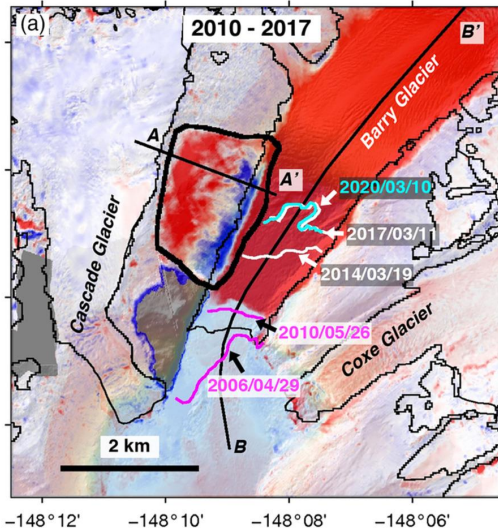 (a)
2010 - 2017
B'
Barry Glacier
A
A'
2020/03/10
2017/03/11
2014/03/19
Cascade Glacier
2010/05/26
Coxe Glacier
2006/04/29
2 km
B
−148°12'
−148°10'
−148°08'
−148°06'